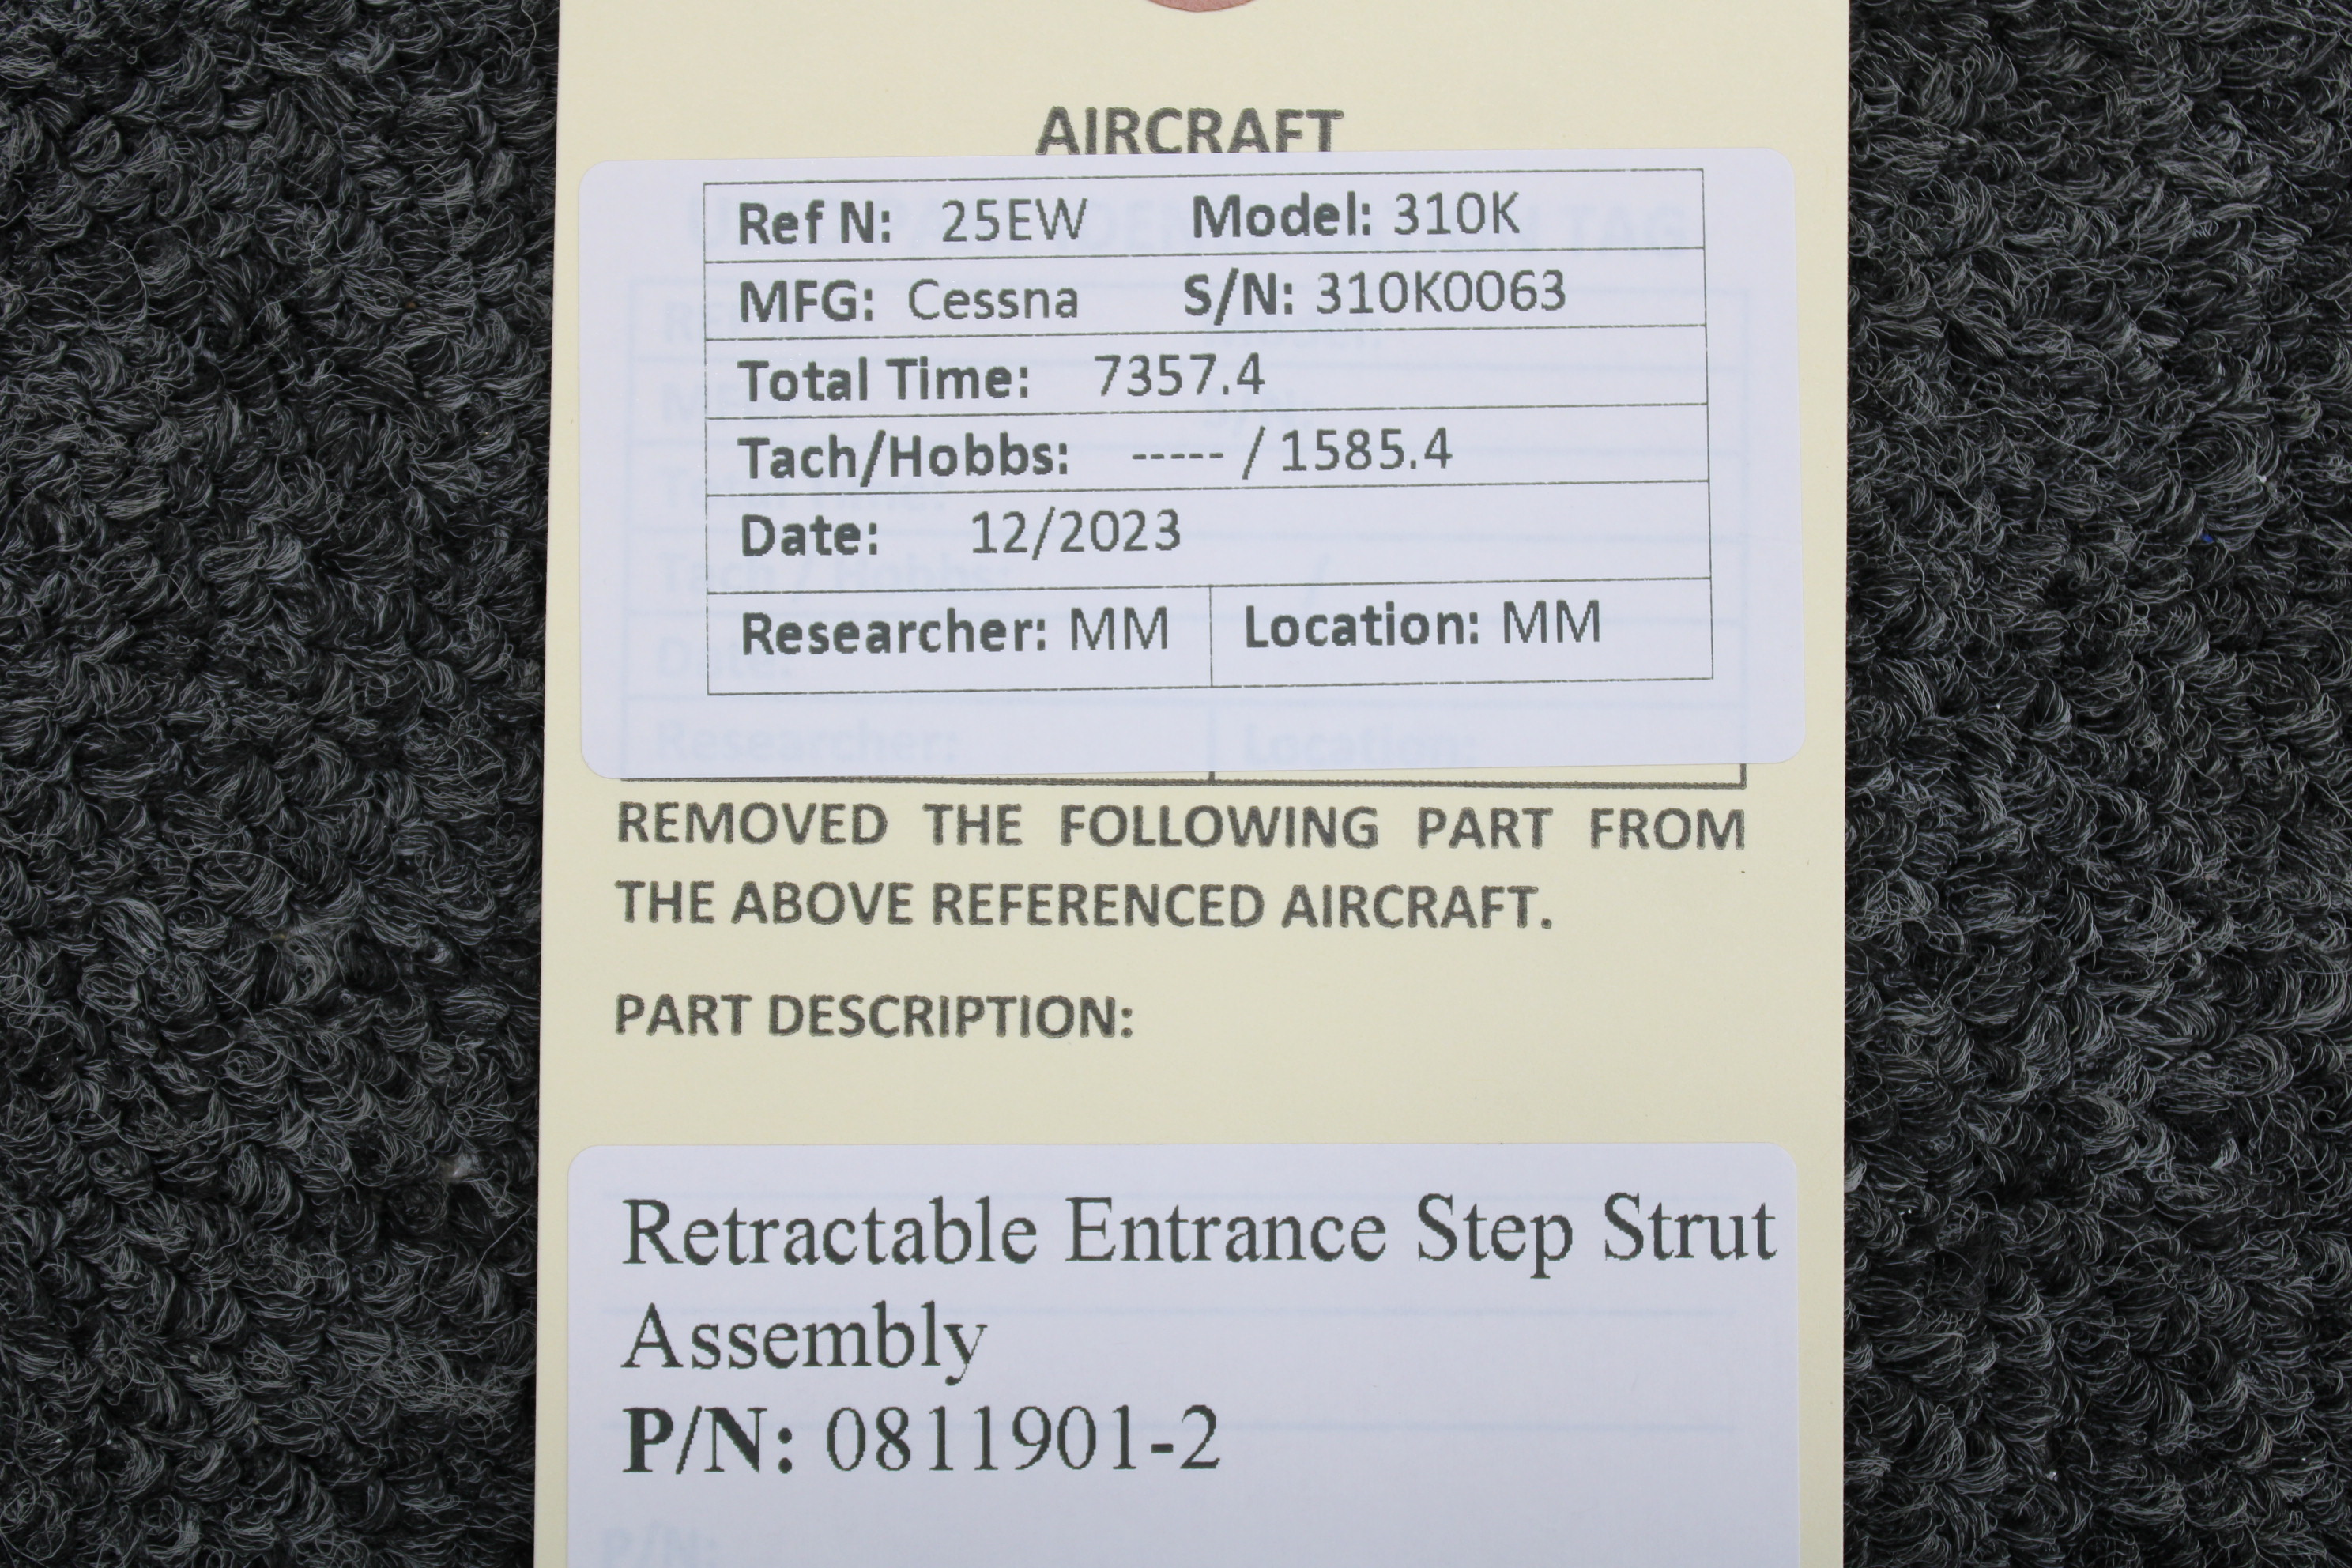 AIRCRAFT
Ref N: 25EW Model: 310K
MFG: Cessna S/N: 310K0063
Total Time: 7357.4
Tach/Hobbs: ----- / 1585.4
Date: 12/2023
Researcher: MM Location: MM
Researcher: Location:
REMOVED THE FOLLOWING PART FROM
THE ABOVE REFERENCED AIRCRAFT.
PART DESCRIPTION:
Retractable Entrance Step Strut
Assembly
P/N: 0811901-2
P/N: